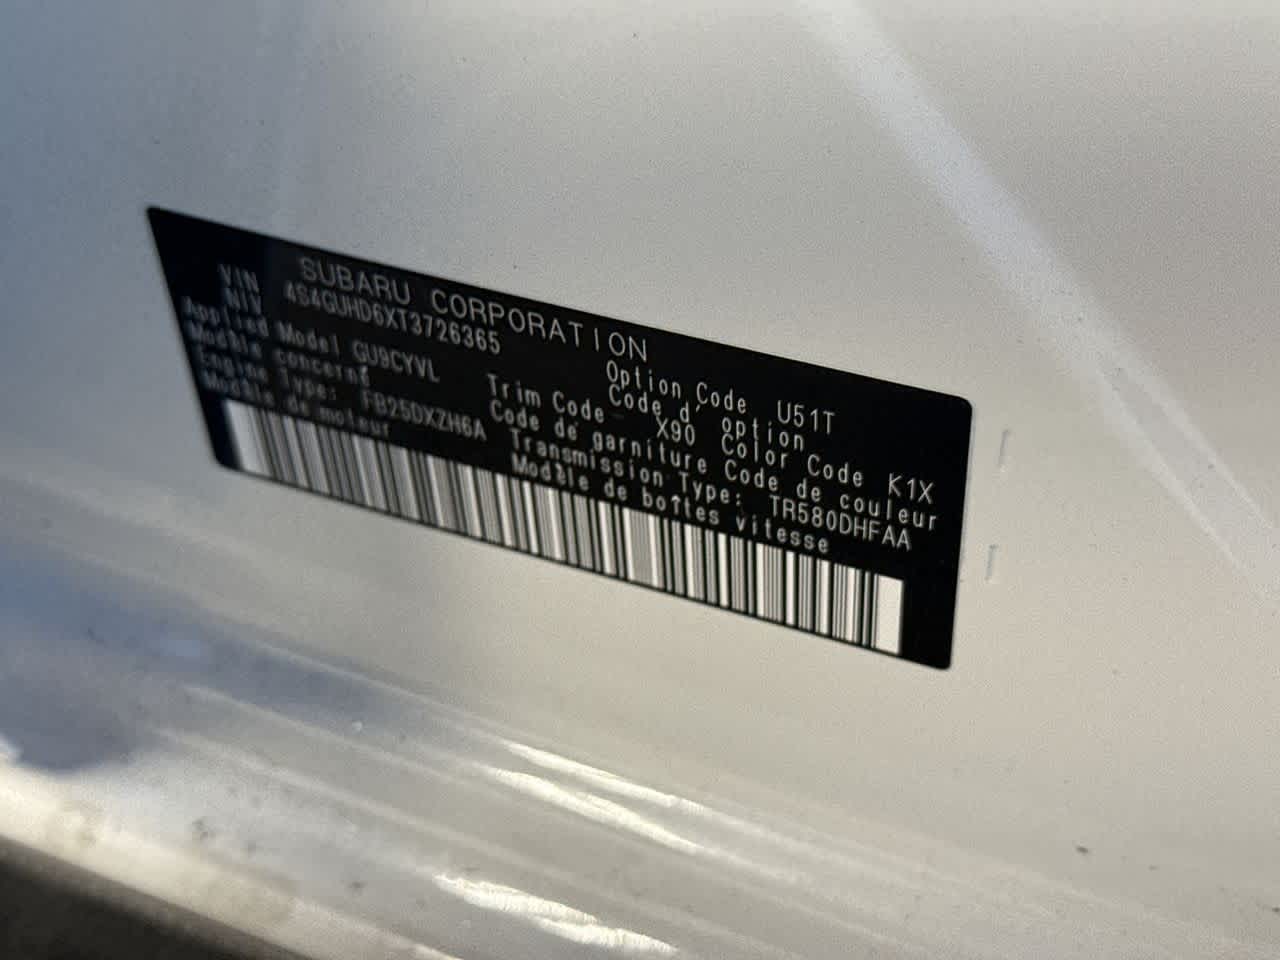 SUBARU CORPORATION
VIN 4S4GUHD6XT3726365
NIV
Option Code U51T
Code d' option
Applied Model GU9CYVL
Modèle concerné
Trim Code X90
Code de garniture
Color Code K1X
Code de couleur
Engine Type: FB25DXZH6A
Modèle de moteur
Transmission Type: TR580DHFAA
Modèle de boîtes vitesse